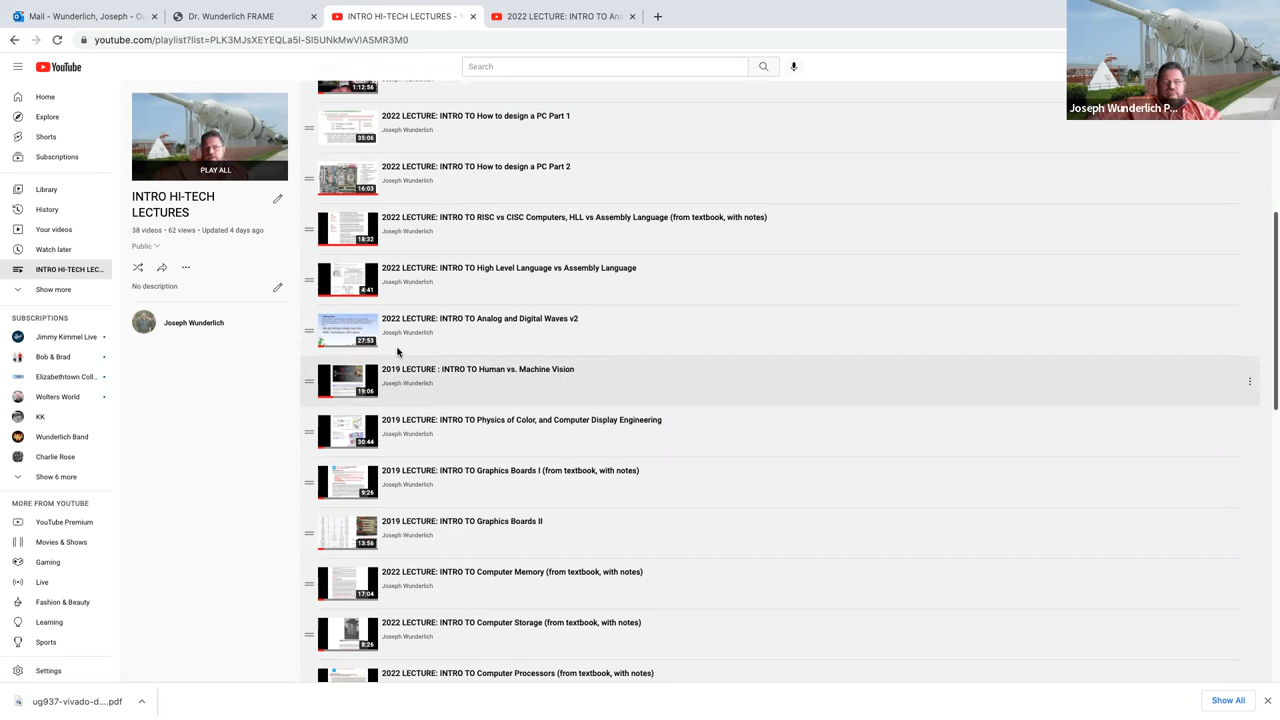 Mail - Wunderlich, Joseph - O
Dr. Wunderlich FRAME
INTRO HI-TECH LECTURES -
2022 LECTURE: INTRO TO An
youtube.com/playlist?list=PLK3MJsXEYEQLa5I-SI5UNkMwVIASMR3M0
YouTube
Search
Joseph Wunderlich P...
Home
Explore
Shorts
Subscriptions
Library
History
Your videos
Watch later
INTRO HI-TECH LEC...
Show more
SUBSCRIPTIONS
Jimmy Kimmel Live
Bob & Brad
Elizabethtown Coll...
Wolters World
KK
Wunderlich Band
Charlie Rose
Show 6 more
MORE FROM YOUTUBE
YouTube Premium
Movies & Shows
Gaming
Live
Fashion & Beauty
Learning
Sports
Settings
PLAY ALL
INTRO HI-TECH
LECTURES
38 videos • 62 views • Updated 4 days ago
Public
No description
Joseph Wunderlich
1:12:56
2022 LECTURE: INTRO TO How to design a PC Part 1
Joseph Wunderlich
35:06
2022 LECTURE: INTRO TO How to design a PC Part 2
Joseph Wunderlich
16:03
2022 LECTURE: INTRO TO RISC vs CISC Computers, HLL vs Assembly Language (from textbook, with notes)
Joseph Wunderlich
18:32
2022 LECTURE: INTRO TO High Level Language vs Assembly Language
Joseph Wunderlich
4:41
2022 LECTURE: INTRO TO Analog and Digital Waves v2
Joseph Wunderlich
27:53
2019 LECTURE : INTRO TO Human vs. Machine Vision
Joseph Wunderlich
19:06
2019 LECTURE: INTRO TO Physics of Color, and Computer Display Engineering
Joseph Wunderlich
30:44
2019 LECTURE: INTRO TO Graphics Boards I (from textbook, with notes)
Joseph Wunderlich
9:26
2019 LECTURE: INTRO TO Graphics Boards II
Joseph Wunderlich
13:56
2022 LECTURE: INTRO TO Computer Memory (from textbook, with notes)
Joseph Wunderlich
17:04
2022 LECTURE: INTRO TO Computer Storage (from textbook, with notes)
Joseph Wunderlich
8:26
2022 LECTURE: INTRO TO Computer Processors (from textbook, with notes)
ug937-vivado-d....pdf
Show All